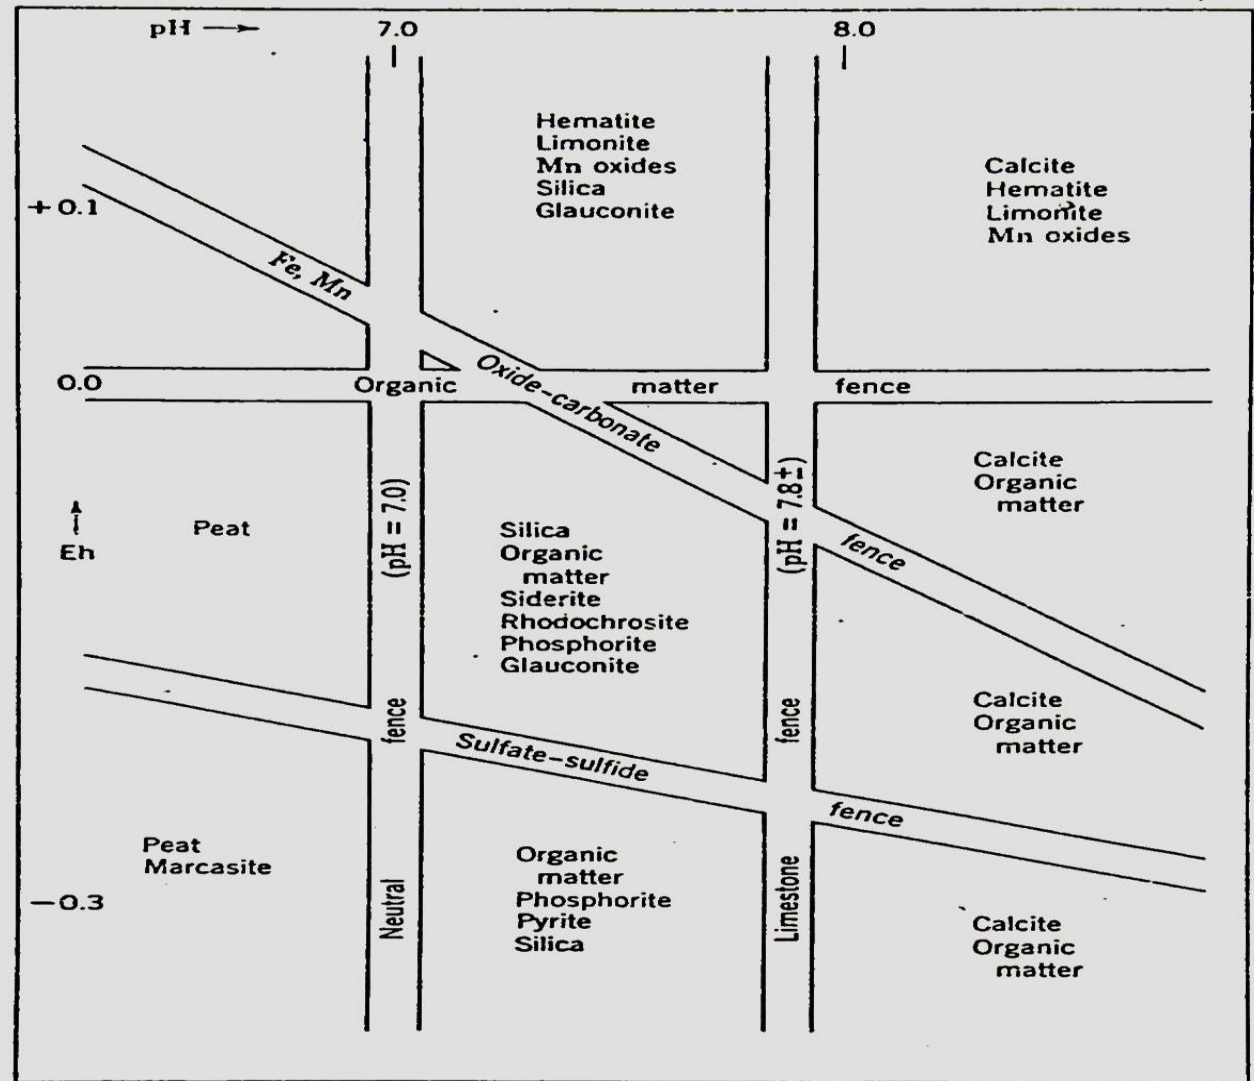 pH → 7.0 8.0
Hematite
Limonite
Mn oxides
Silica
Glauconite
Calcite
Hematite
Limonite
Mn oxides
+0.1
Fe, Mn
Oxide-carbonate
fence
0.0
Organic matter fence
Calcite
Organic
matter
↑
Eh
Peat
(pH = 7.0)
fence
Neutral
Silica
Organic
matter
Siderite
Rhodochrosite
Phosphorite
Glauconite
(pH = 7.8±)
fence
Limestone
Calcite
Organic
matter
Sulfate-sulfide
fence
Peat
Marcasite
-0.3
Organic
matter
Phosphorite
Pyrite
Silica
Calcite
Organic
matter